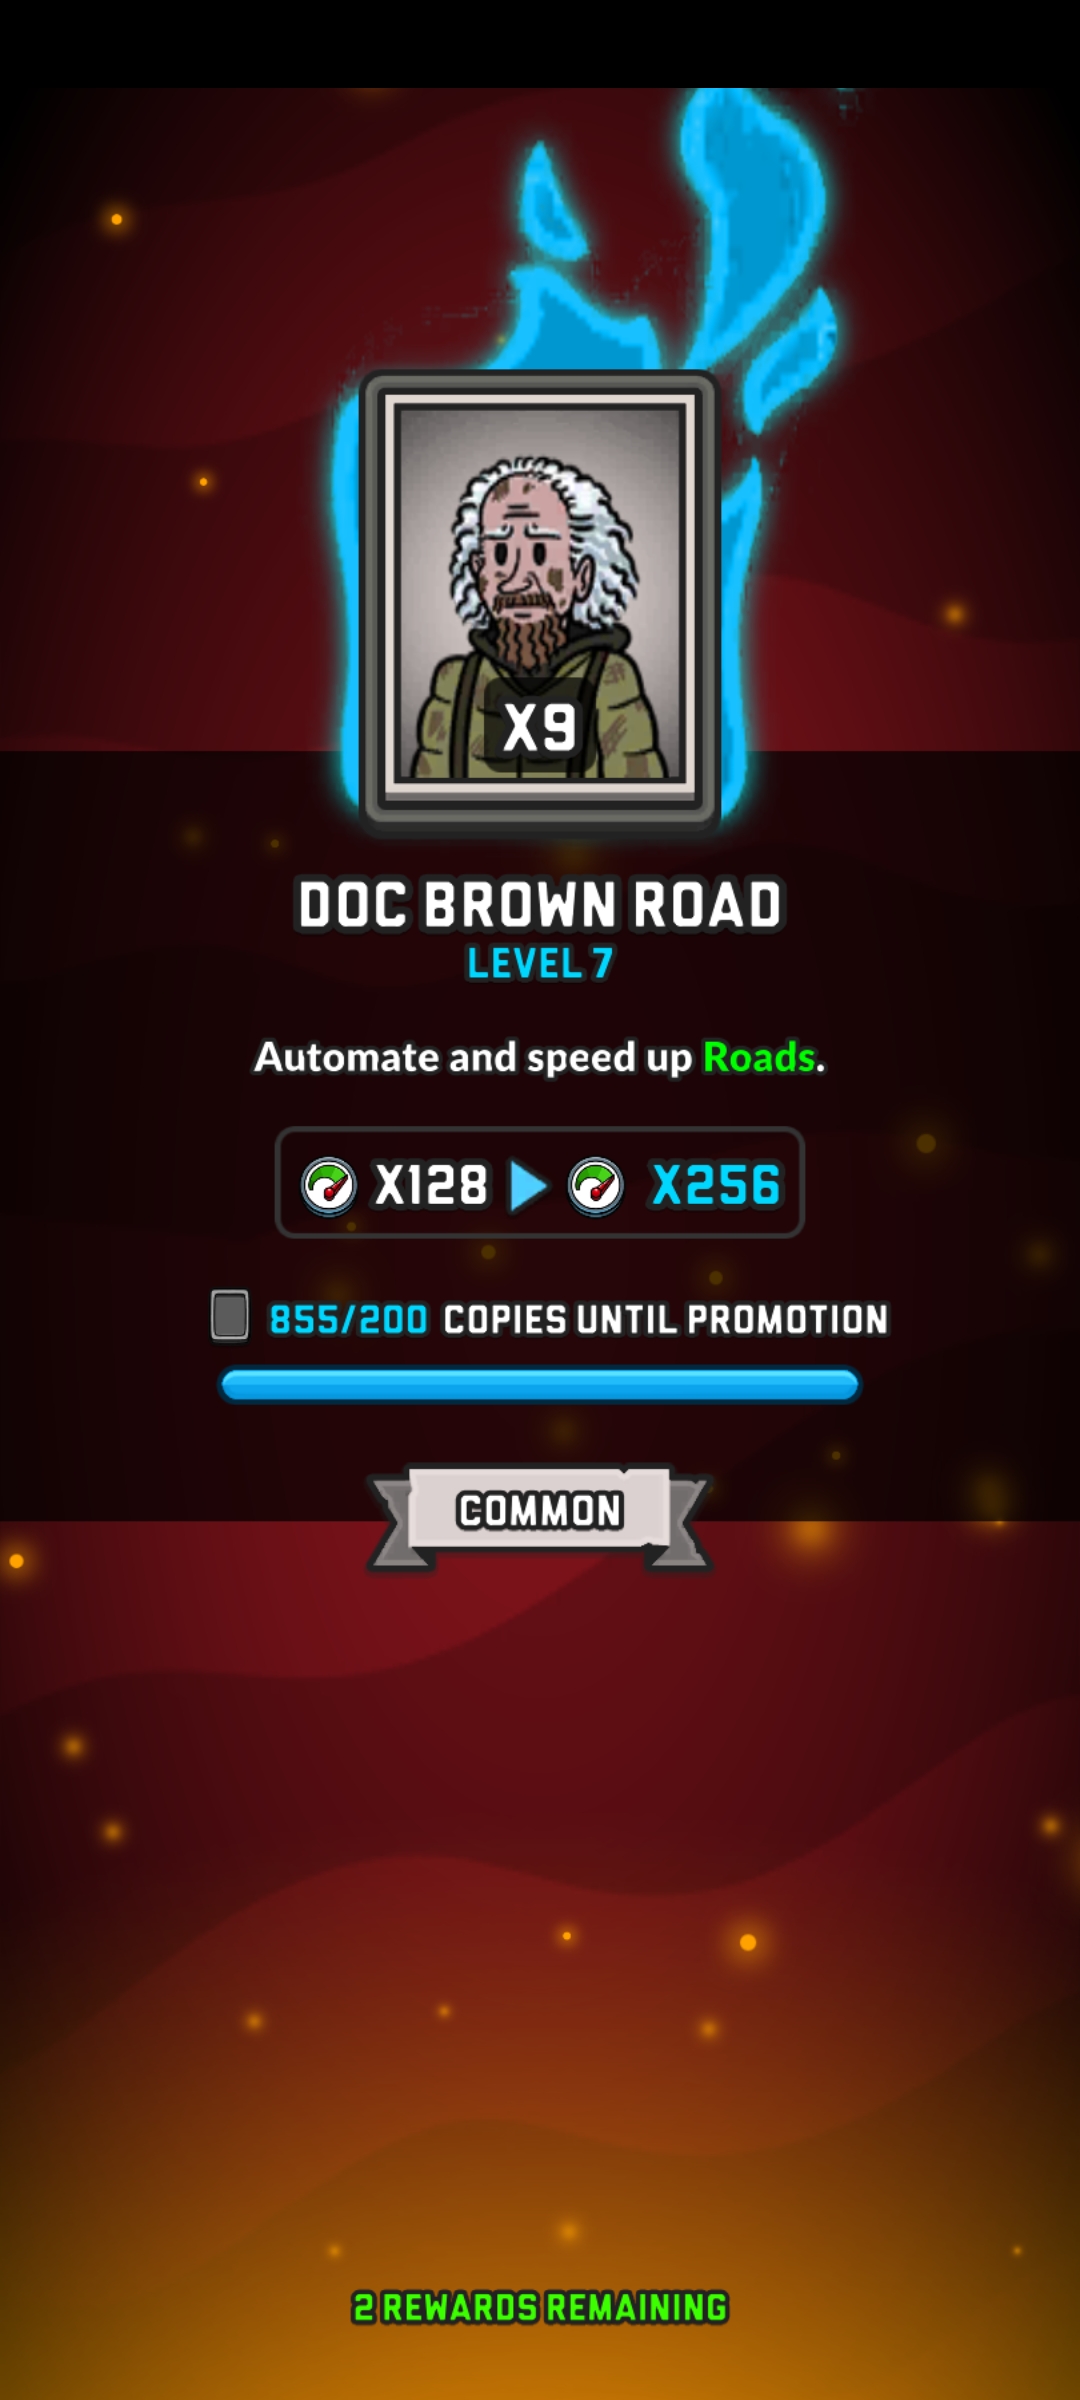 X9
DOC BROWN ROAD
LEVEL 7
Automate and speed up Roads.
X128 X256
855/200 COPIES UNTIL PROMOTION
COMMON
2 REWARDS REMAINING